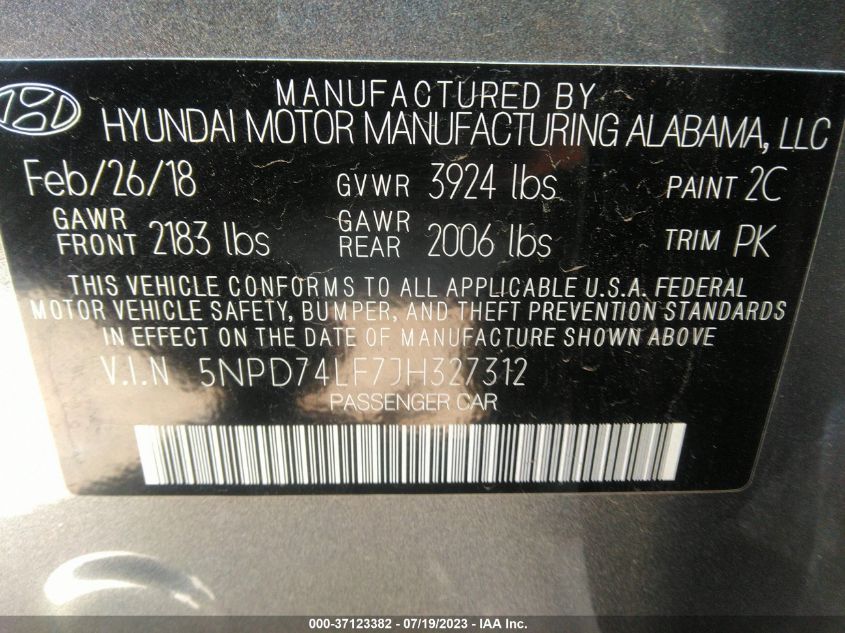 MANUFACTURED BY
HYUNDAI MOTOR MANUFACTURING ALABAMA, LLC
Feb/26/18 GVWR 3924 lbs PAINT 2C
GAWR FRONT 2183 lbs GAWR REAR 2006 lbs TRIM PK
THIS VEHICLE CONFORMS TO ALL APPLICABLE U.S.A. FEDERAL
MOTOR VEHICLE SAFETY, BUMPER, AND THEFT PREVENTION STANDARDS
IN EFFECT ON THE DATE OF MANUFACTURE SHOWN ABOVE
V.I.N 5NPD74LF7JH327312
PASSENGER CAR
000-37123382 - 07/19/2023 - IAA Inc.